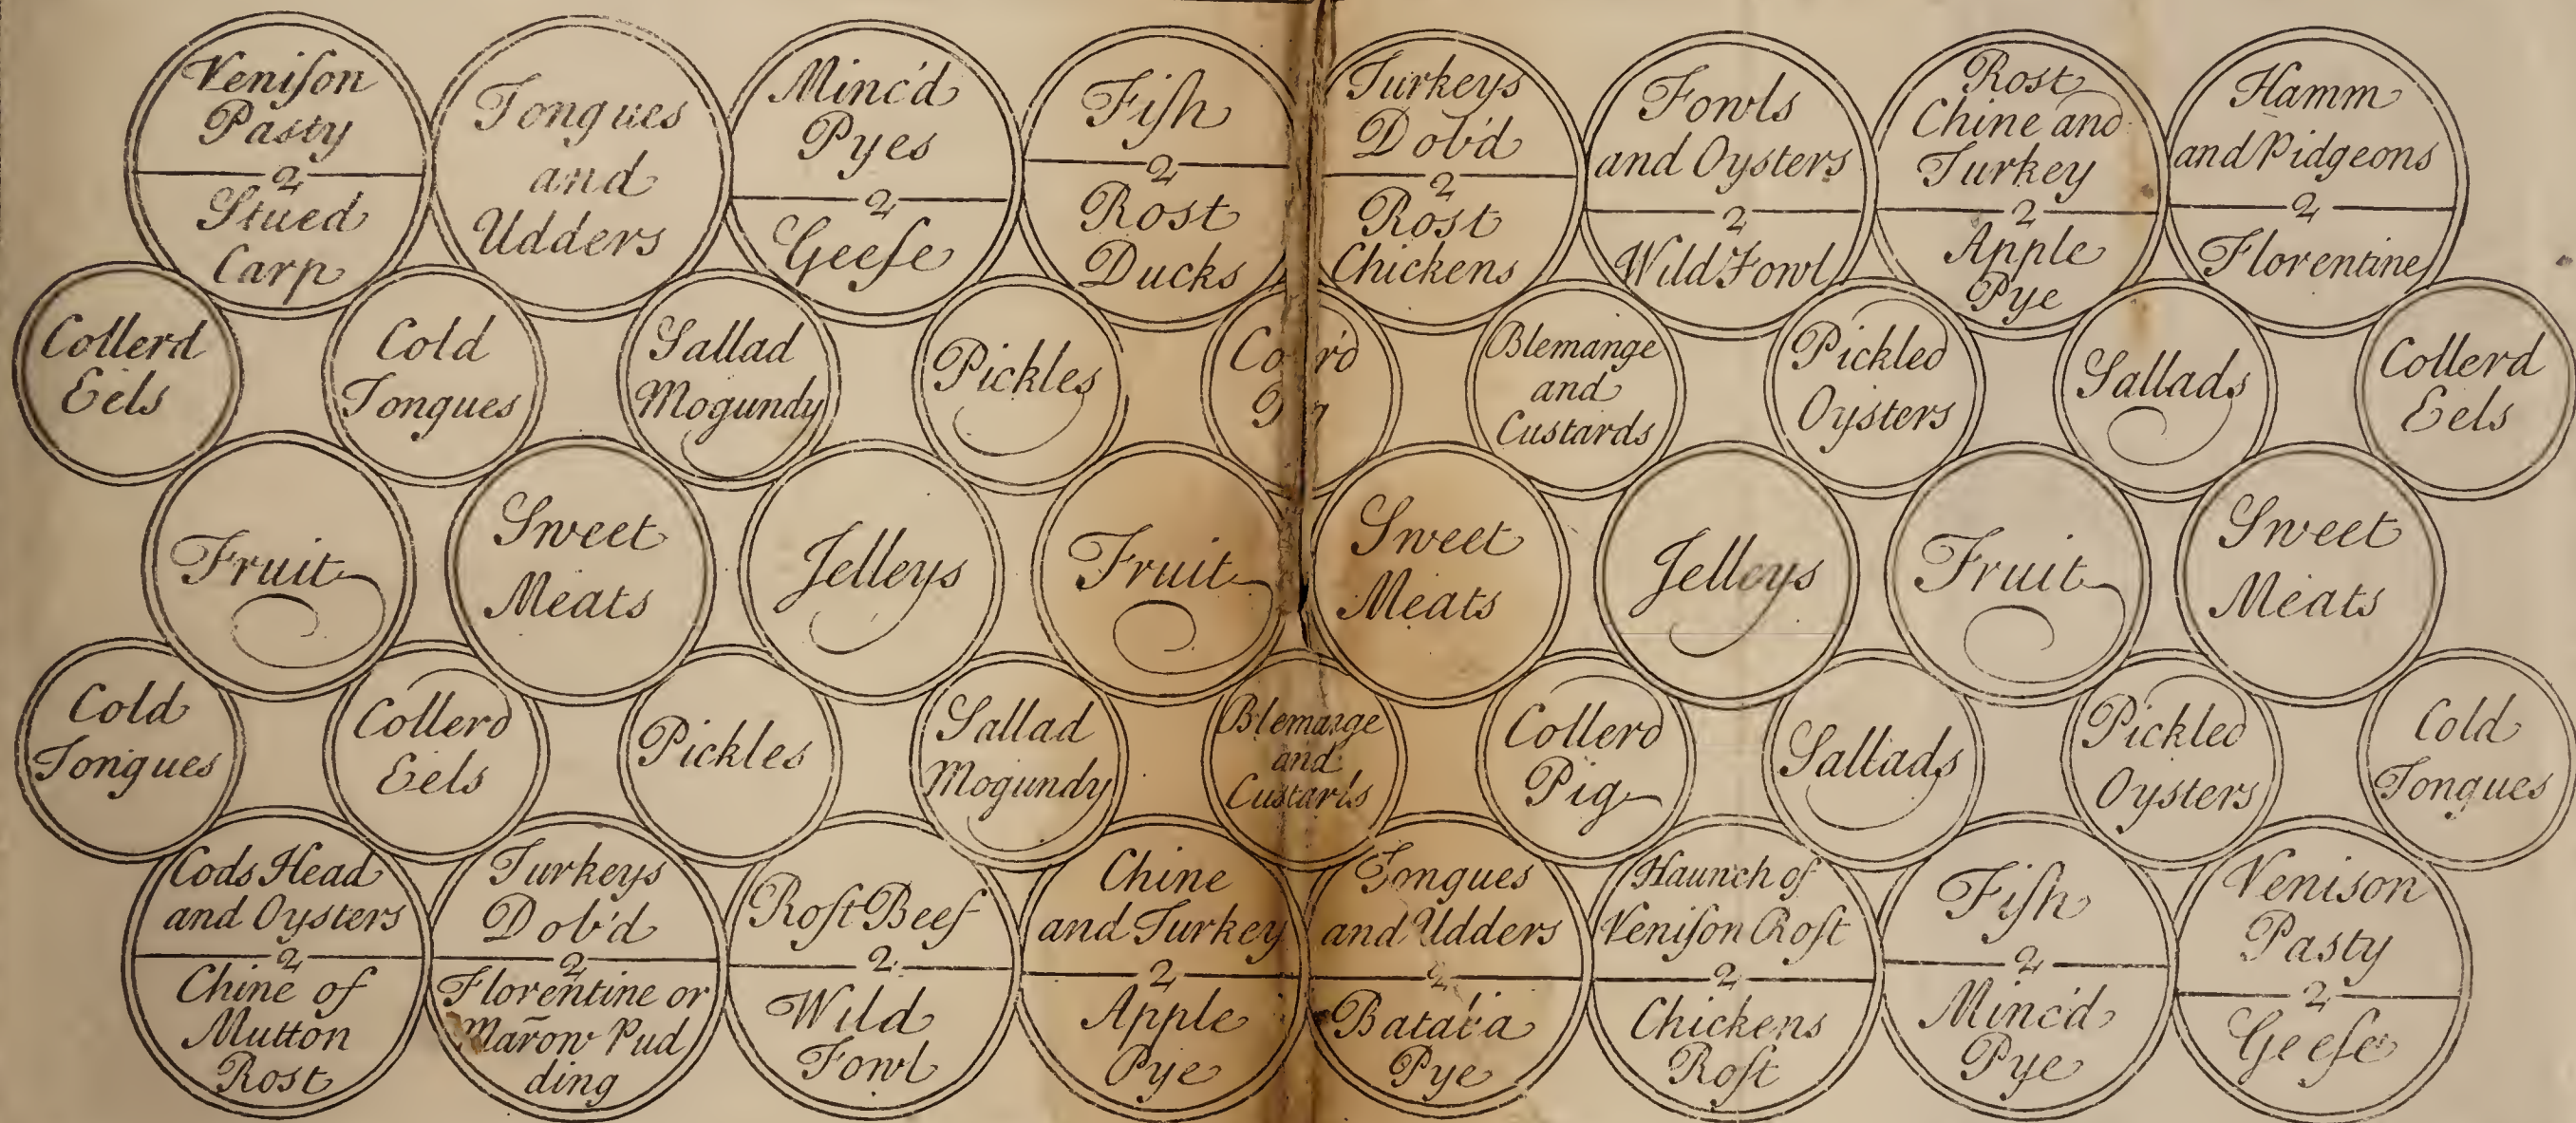 Veniſon
Pasty
2
Stued
Carp
Tongues
and
Udders
Minc'd
Pyes
2
Geeſe
Fiſh
2
Rost
Ducks
Turkeys
Dob'd
2
Rost
Chickens
Fowls
and Oysters
2
Wild Fowl
Rost
Chine and
Turkey
2
Apple
Pye
Hamm
and Pidgeons
2
Florentine
Collerd
Eels
Cold
Tongues
Sallad
Mogundy
Pickles
Blemange
and
Custards
Pickled
Oysters
Sallads
Collerd
Eels
Fruit
Sweet
Meats
Jelleys
Fruit
Sweet
Meats
Jelleys
Fruit
Sweet
Meats
Cold
Tongues
Collerd
Eels
Pickles
Sallad
Mogundy
Blemange
and
Custards
Collerd
Pig
Sallads
Pickled
Oysters
Cold
Tongues
Cods Head
and Oysters
2
Chine of
Mutton
Rost
Turkeys
Dob'd
2
Florentine or
Mar̄ow Pud
ding
Roſt Beef
2
Wild
Fowl
Chine
and Turkey
2
Apple
Pye
Tongues
and Udders
2
Batalia
Pye
Haunch of
Veniſon Roſt
2
Chickens
Roſt
Fiſh
2
Minc'd
Pye
Venison
Pasty
2
Geeſe